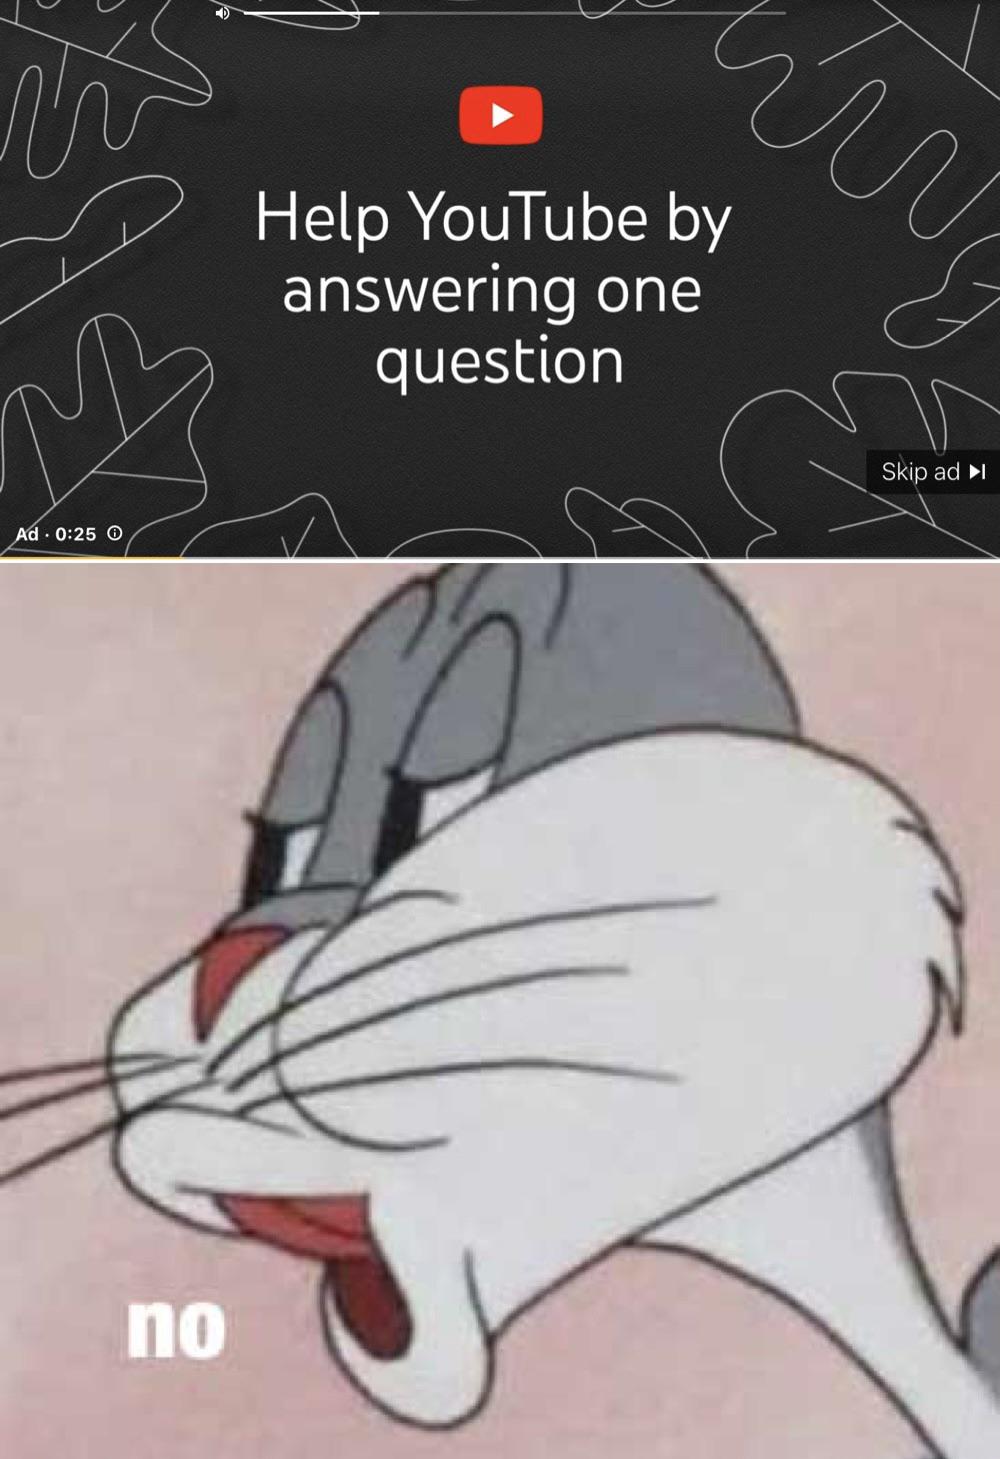 Help YouTube by
answering one
question
Skip ad
Ad · 0:25
no